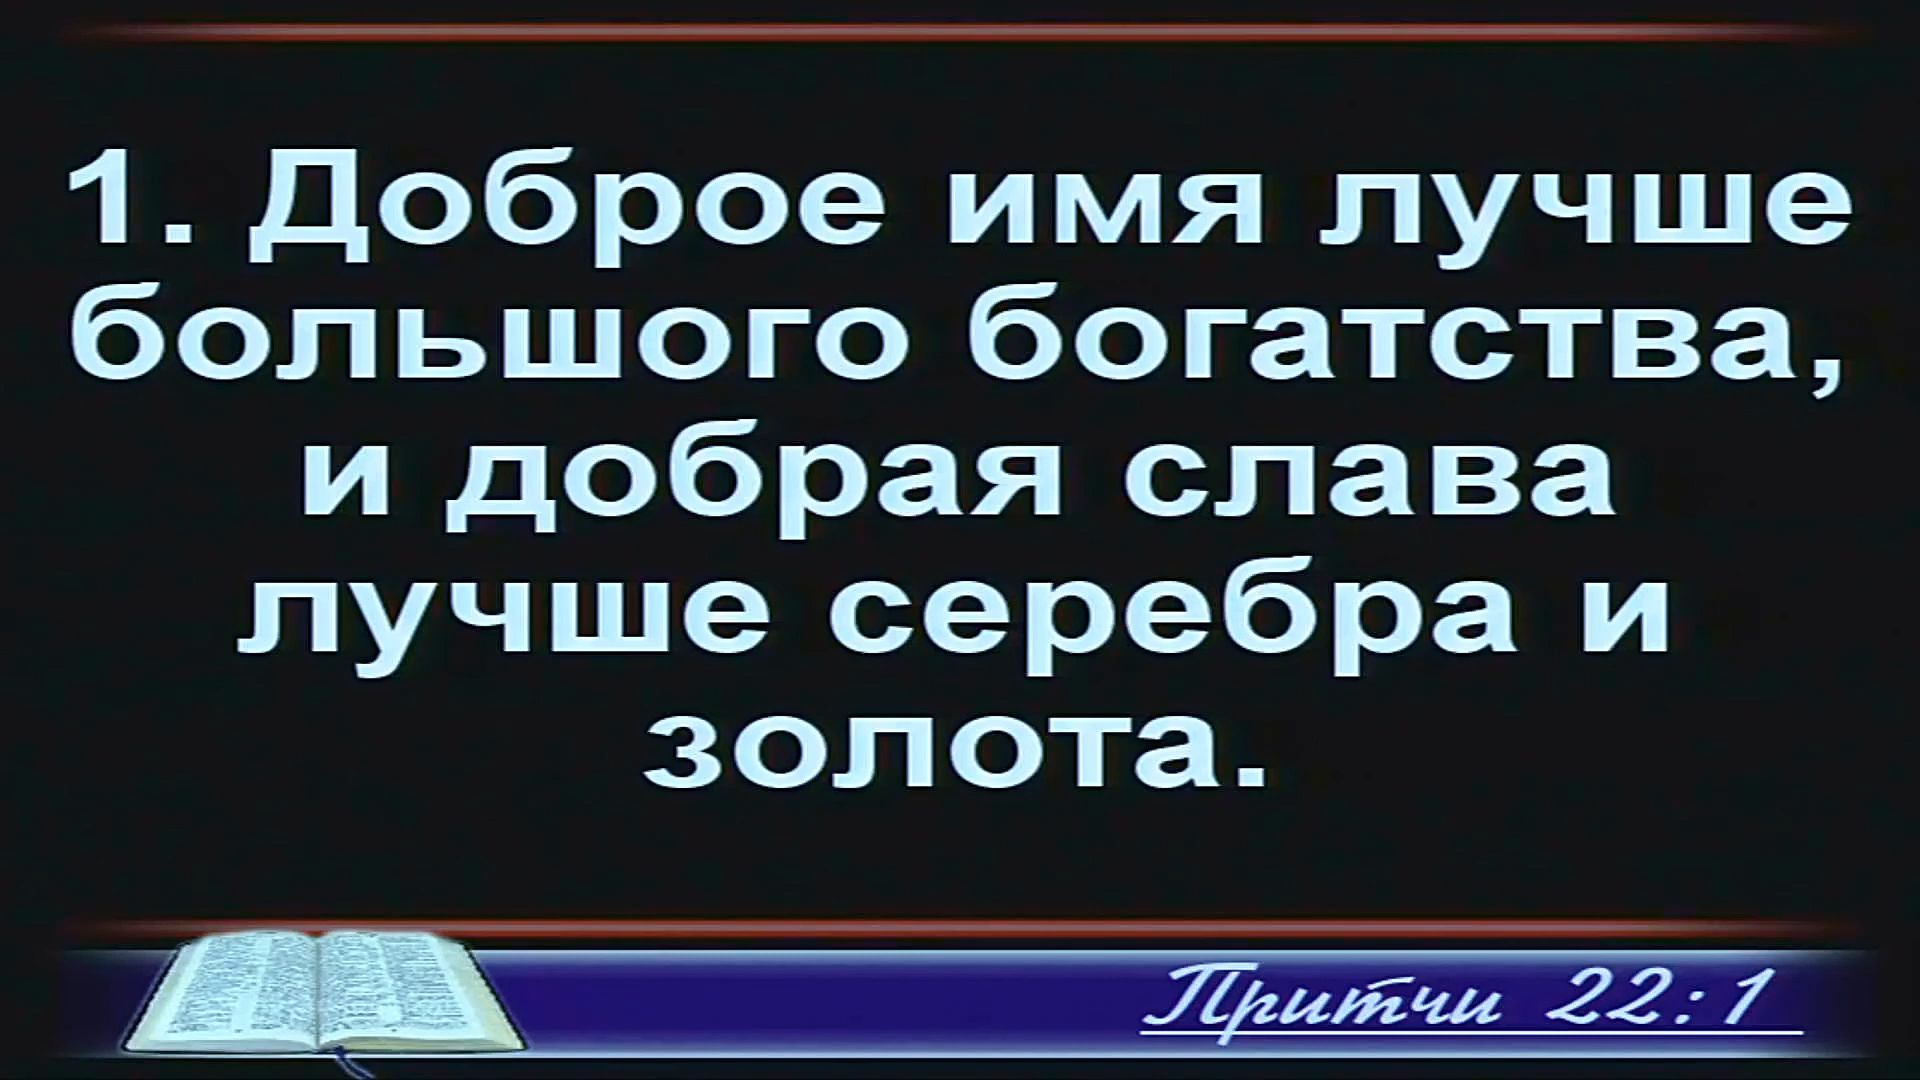 1. Доброе имя лучше
большого богатства,
и добрая слава
лучше серебра и
золота.
Притчи 22:1